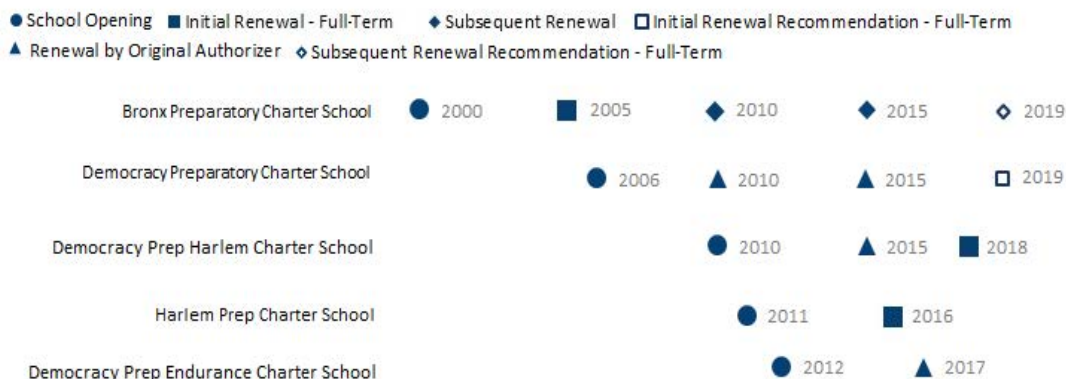 School Opening Initial Renewal - Full-Term Subsequent Renewal Initial Renewal Recommendation - Full-Term
Renewal by Original Authorizer Subsequent Renewal Recommendation - Full-Term
Bronx Preparatory Charter School 2000 2005 2010 2015 2019
Democracy Preparatory Charter School 2006 2010 2015 2019
Democracy Prep Harlem Charter School 2010 2015 2018
Harlem Prep Charter School 2011 2016
Democracy Prep Endurance Charter School 2012 2017